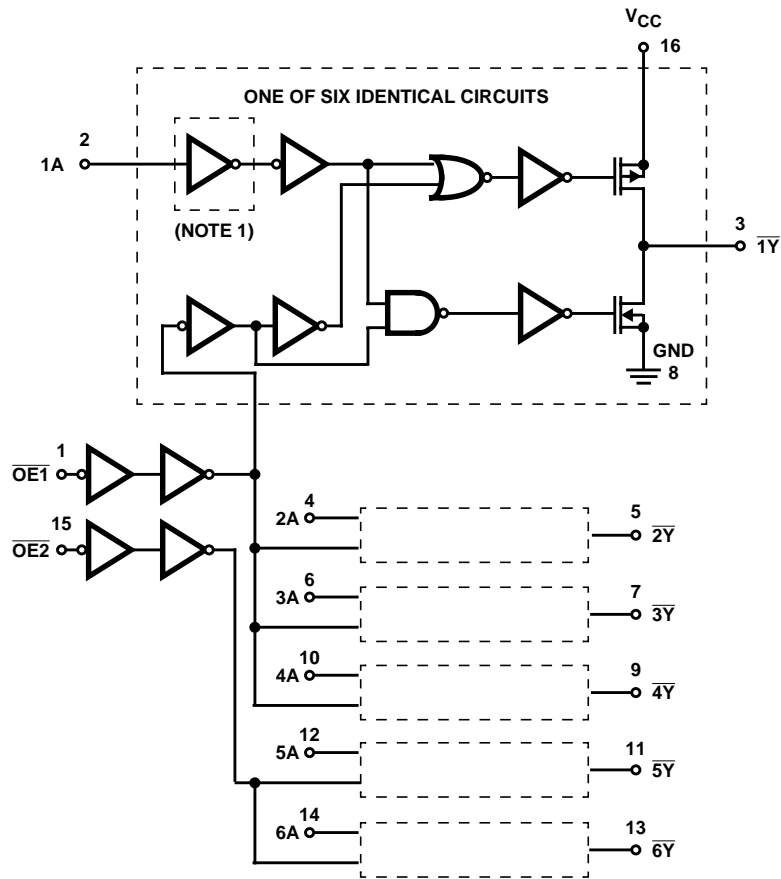 VCC
16
ONE OF SIX IDENTICAL CIRCUITS
2
1A
(NOTE 1)
3
1Y
GND
8
1
OE1
15
OE2
4
2A
5
2Y
6
3A
7
3Y
10
4A
9
4Y
12
5A
11
5Y
14
6A
13
6Y